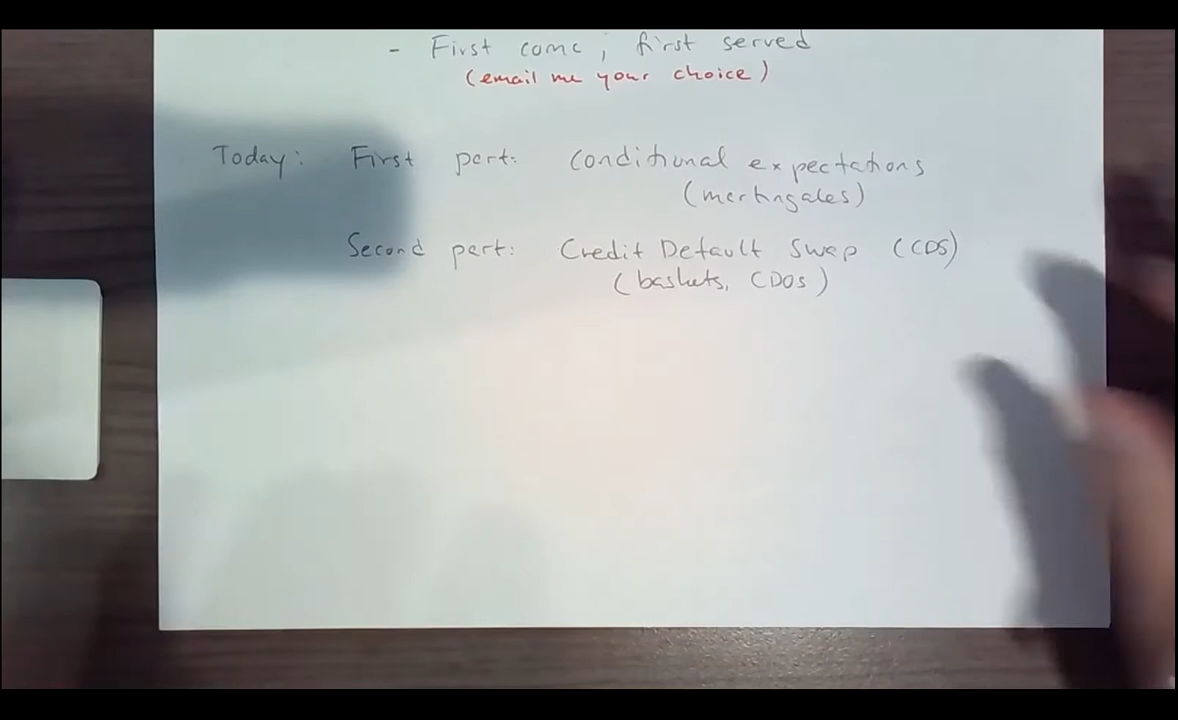 - First come, first served
(email me your choice)
Today: First part: Conditional expectations
(martingales)
Second part: Credit Default Swap (CDS)
(baskets, CDOs)